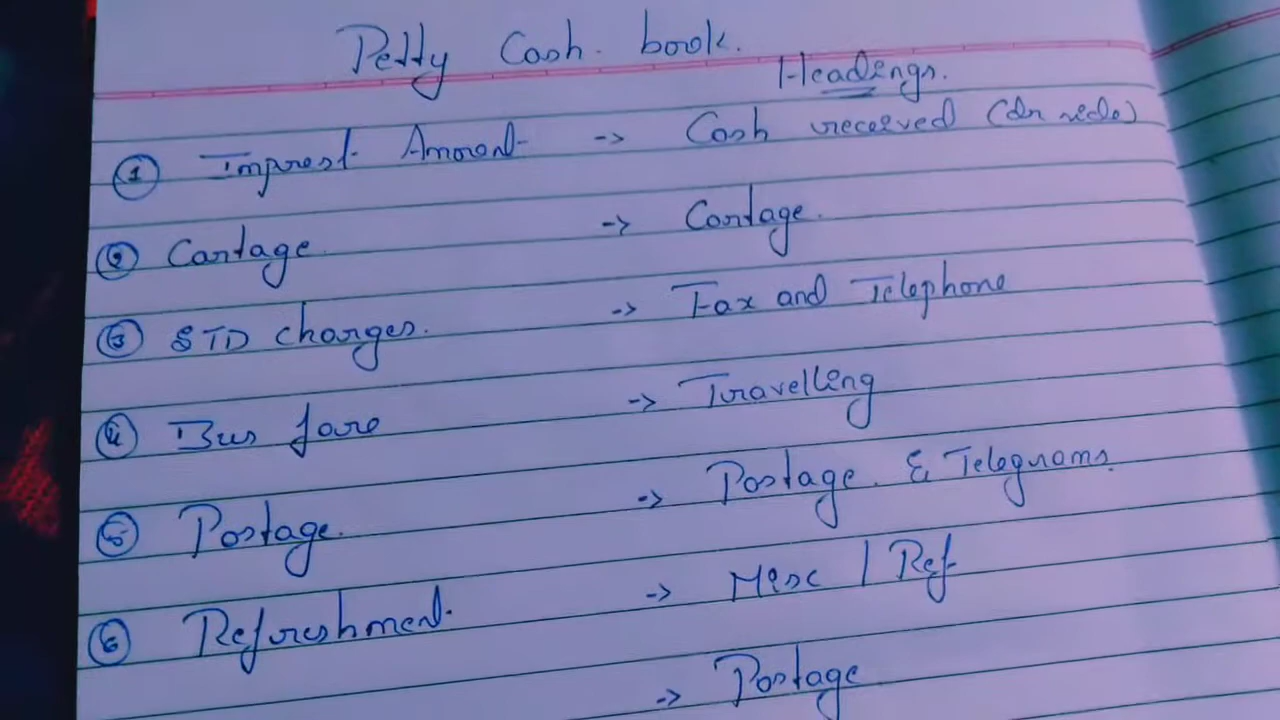 Petty Cash book.
Headings.
① Imprest Amount -> Cash received (dr side)
② Cartage -> Cartage.
③ STD charges. -> Fax and Telephone
④ Bus fare -> Travelling
⑤ Postage. -> Postage & Telegrams.
⑥ Refreshment. -> Misc / Ref.
-> Postage